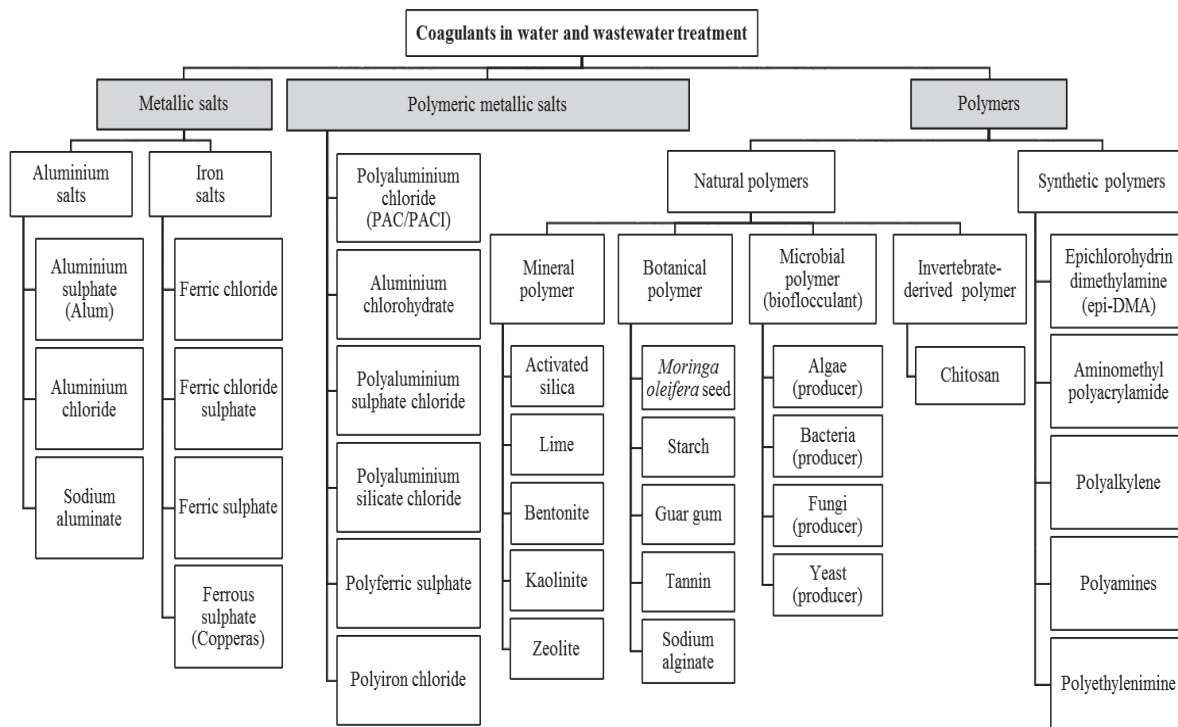 Coagulants in water and wastewater treatment
Metallic salts
Polymeric metallic salts
Polymers
Aluminium
salts
Iron
salts
Natural polymers
Synthetic polymers
Aluminium
sulphate
(Alum)
Aluminium
chloride
Sodium
aluminate
Ferric chloride
Ferric chloride
sulphate
Ferric sulphate
Ferrous
sulphate
(Copperas)
Polyaluminium
chloride
(PAC/PACI)
Aluminium
chlorohydrate
Polyaluminium
sulphate chloride
Polyaluminium
silicate chloride
Polyferric sulphate
Polyiron chloride
Mineral
polymer
Activated
silica
Lime
Bentonite
Kaolinite
Zeolite
Botanical
polymer
Moringa
oleifera seed
Starch
Guar gum
Tannin
Sodium
alginate
Microbial
polymer
(bioflocculant)
Algae
(producer)
Bacteria
(producer)
Fungi
(producer)
Yeast
(producer)
Invertebrate-
derived polymer
Chitosan
Epichlorohydrin
dimethylamine
(epi-DMA)
Aminomethyl
polyacrylamide
Polyalkylene
Polyamines
Polyethylenimine